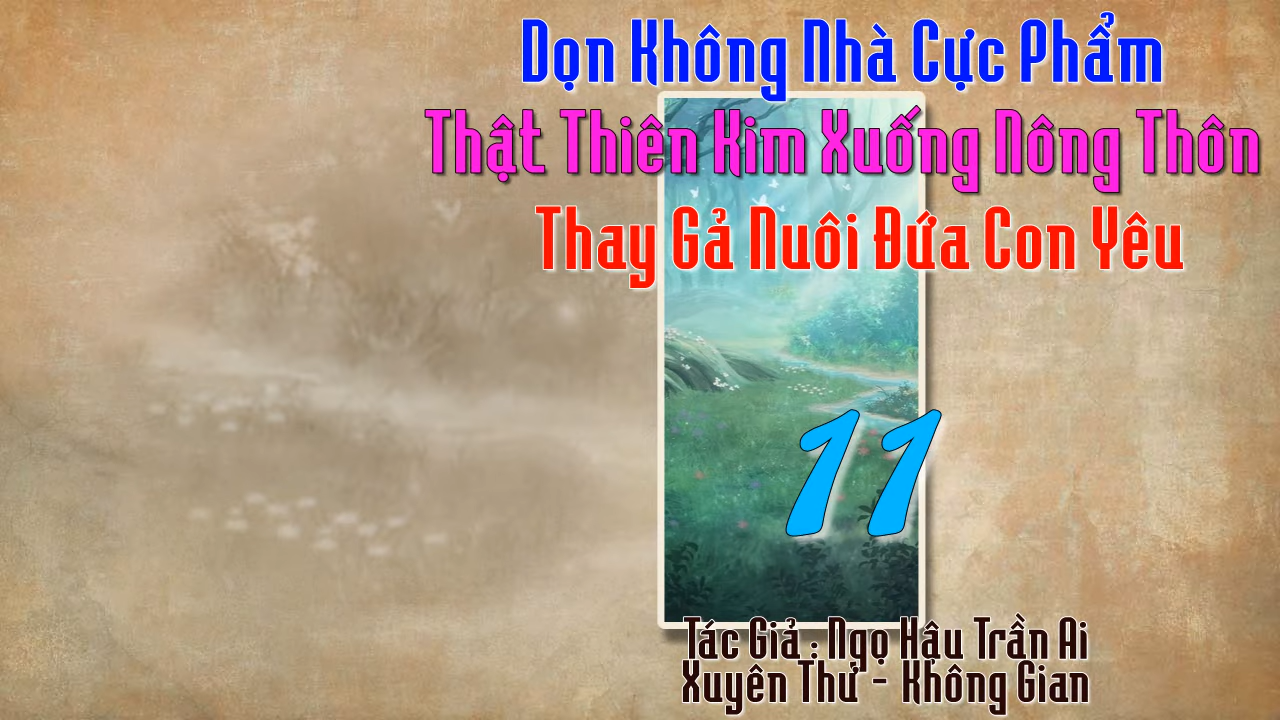 Dọn Không Nhà Cực Phẩm
Thật Thiên Kim Xuống Nông Thôn
Thay Gả Nuôi Đứa Con Yêu
11
Tác Giả : Ngọ Hậu Trần Ai
Xuyên Thư - Không Gian